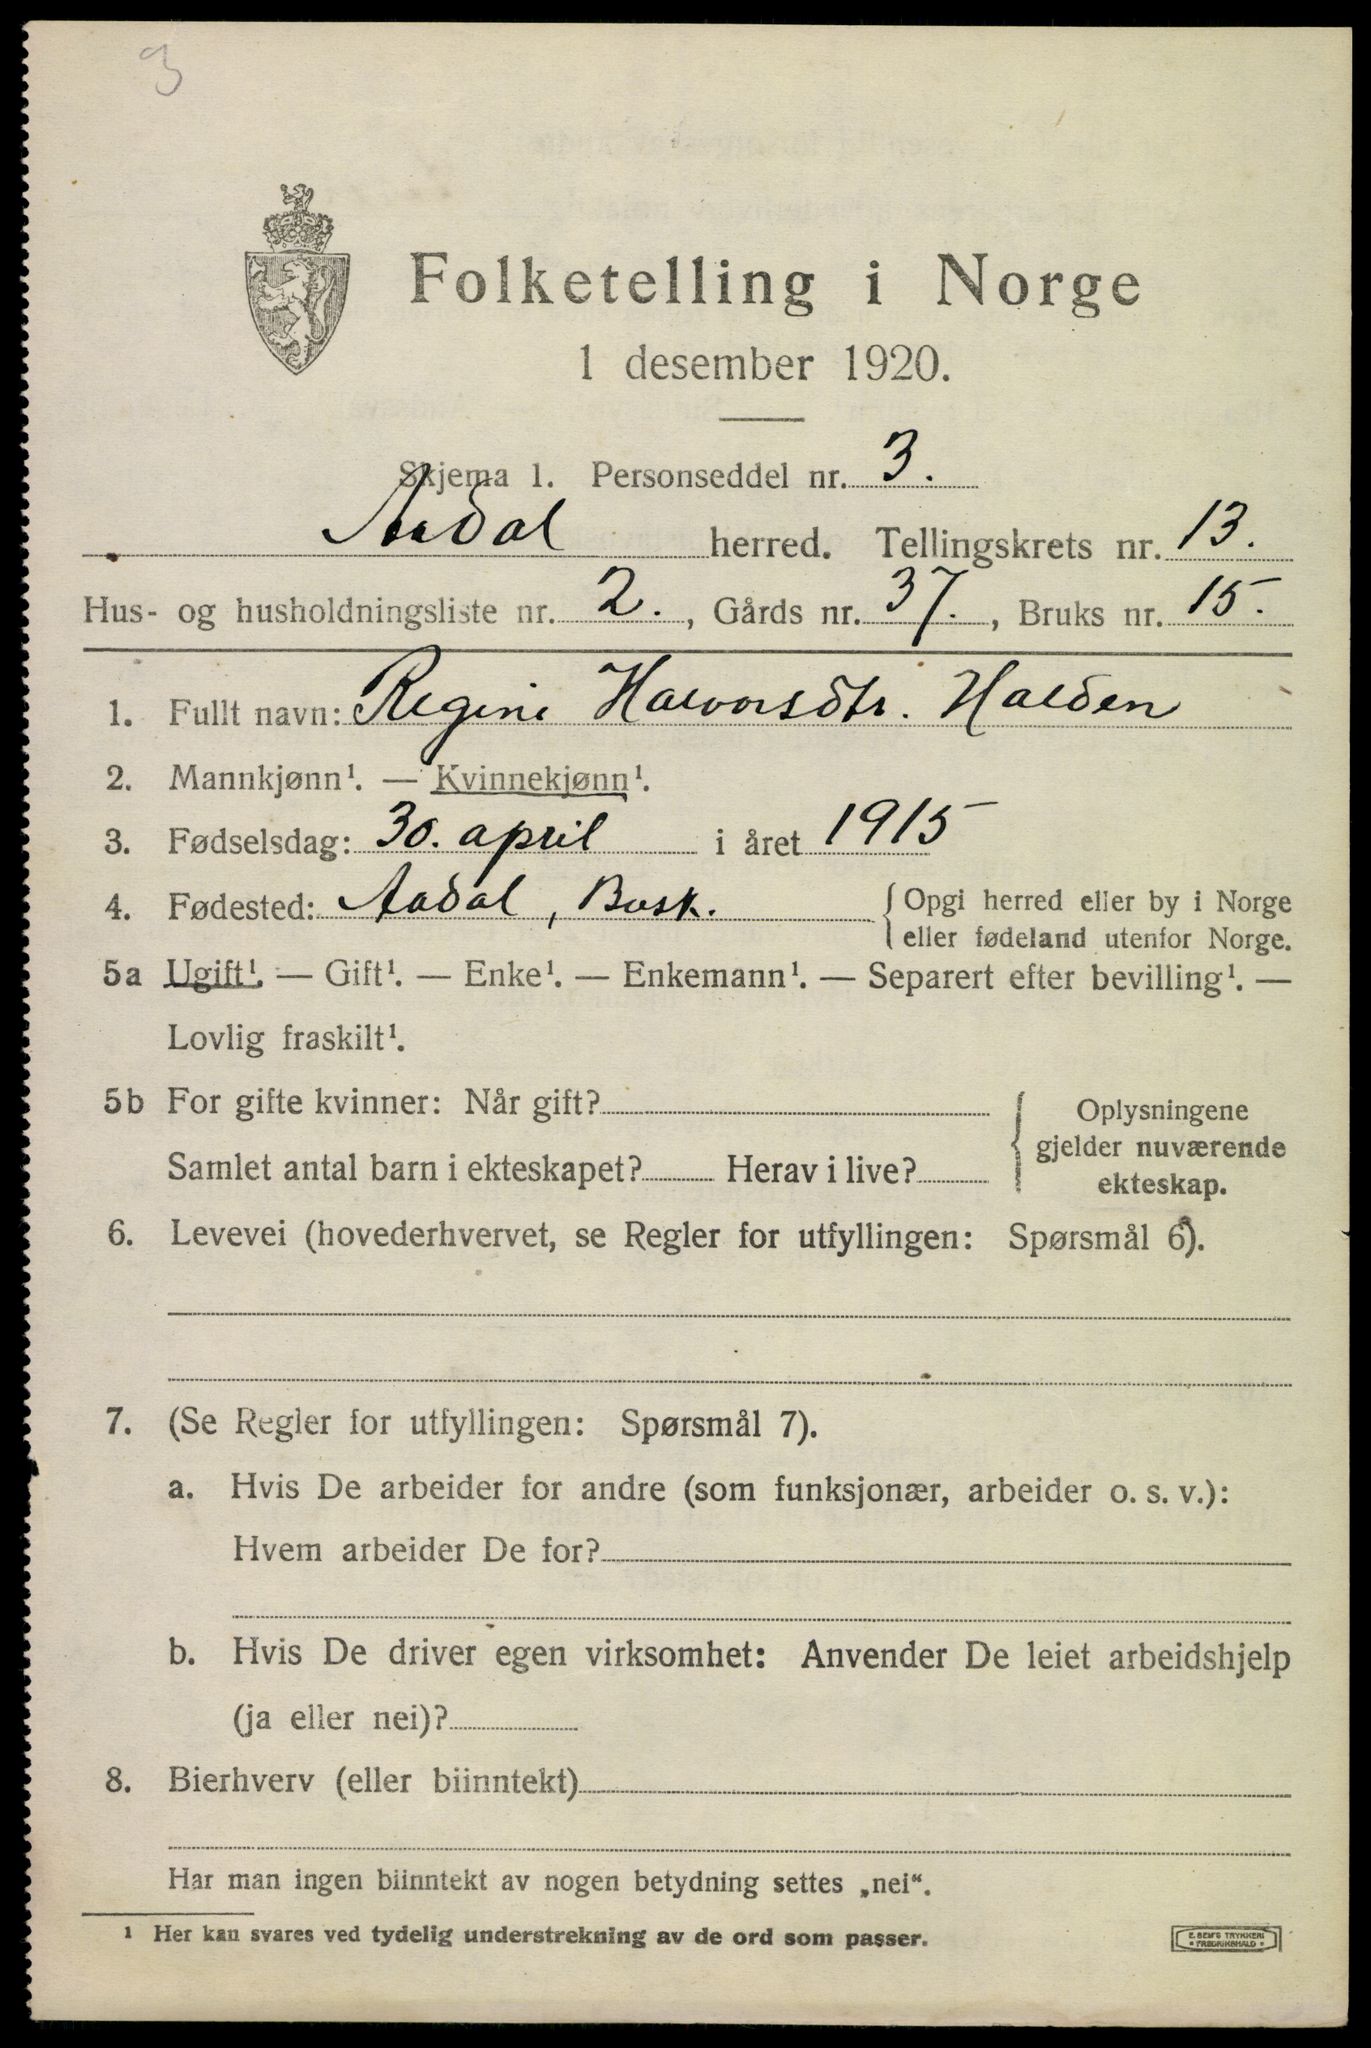 3
Folketelling i Norge
1 desember 1920.
Skjema 1. Personseddel nr. 3.
Aadal herred. Tellingskrets nr. 13.
Hus- og husholdningsliste nr. 2., Gårds nr. 37., Bruks nr. 15.
1. Fullt navn: Regine Halvorsdtr. Halden
2. Mannkjønn¹. — Kvinnekjønn¹.
3. Fødselsdag: 30. april i året 1915
4. Fødested: Aadal, Busk. { Opgi herred eller by i Norge
eller fødeland utenfor Norge.
5a Ugift¹. — Gift¹. — Enke¹. — Enkemann¹. — Separert efter bevilling¹. —
Lovlig fraskilt¹.
5b For gifte kvinner: Når gift?
Samlet antal barn i ekteskapet? Herav i live?
{ Oplysningene
gjelder nuværende
ekteskap.
6. Levevei (hovederhvervet, se Regler for utfyllingen: Spørsmål 6).
7. (Se Regler for utfyllingen: Spørsmål 7).
a. Hvis De arbeider for andre (som funksjonær, arbeider o. s. v.):
Hvem arbeider De for?
b. Hvis De driver egen virksomhet: Anvender De leiet arbeidshjelp
(ja eller nei)?
8. Bierhverv (eller biinntekt)
Har man ingen biinntekt av nogen betydning settes „nei“.
¹ Her kan svares ved tydelig understrekning av de ord som passer.
E. SEM'S TRYKKERI
• FREDRIKSHALD •